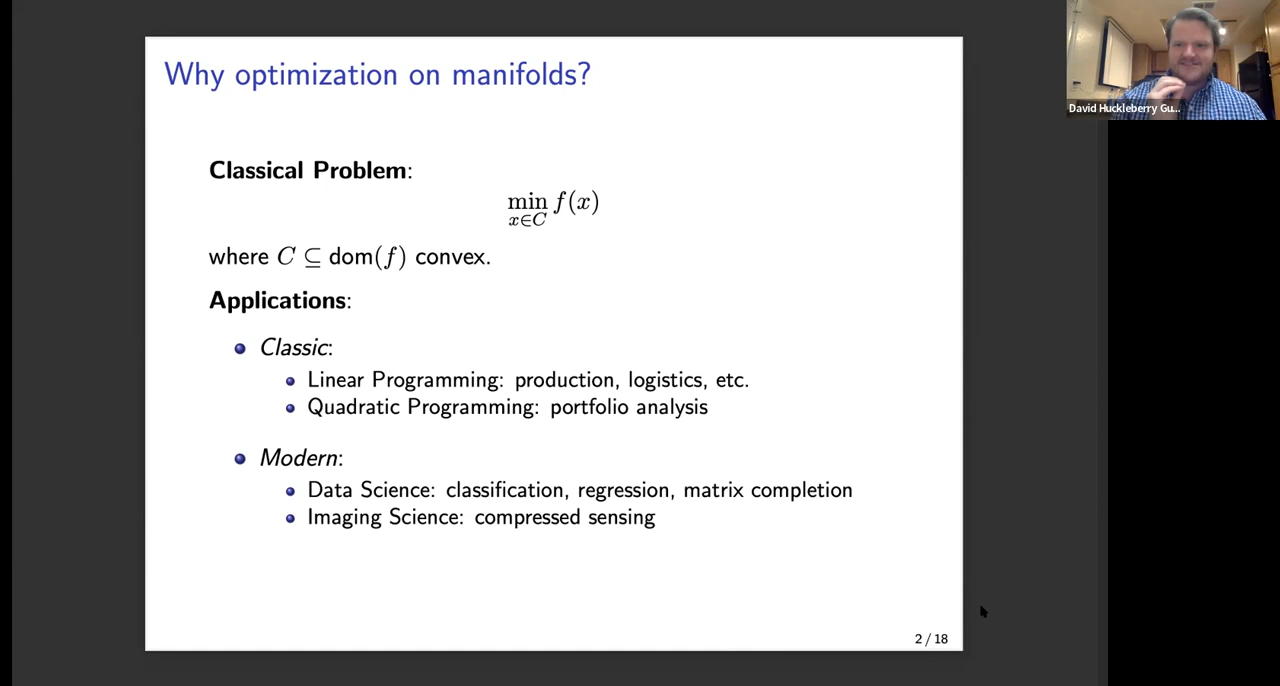 Why optimization on manifolds?
David Huckleberry Gu...
Classical Problem:
min f(x)
x∈C
where C ⊆ dom(f) convex.
Applications:
Classic:
Linear Programming: production, logistics, etc.
Quadratic Programming: portfolio analysis
Modern:
Data Science: classification, regression, matrix completion
Imaging Science: compressed sensing
2 / 18